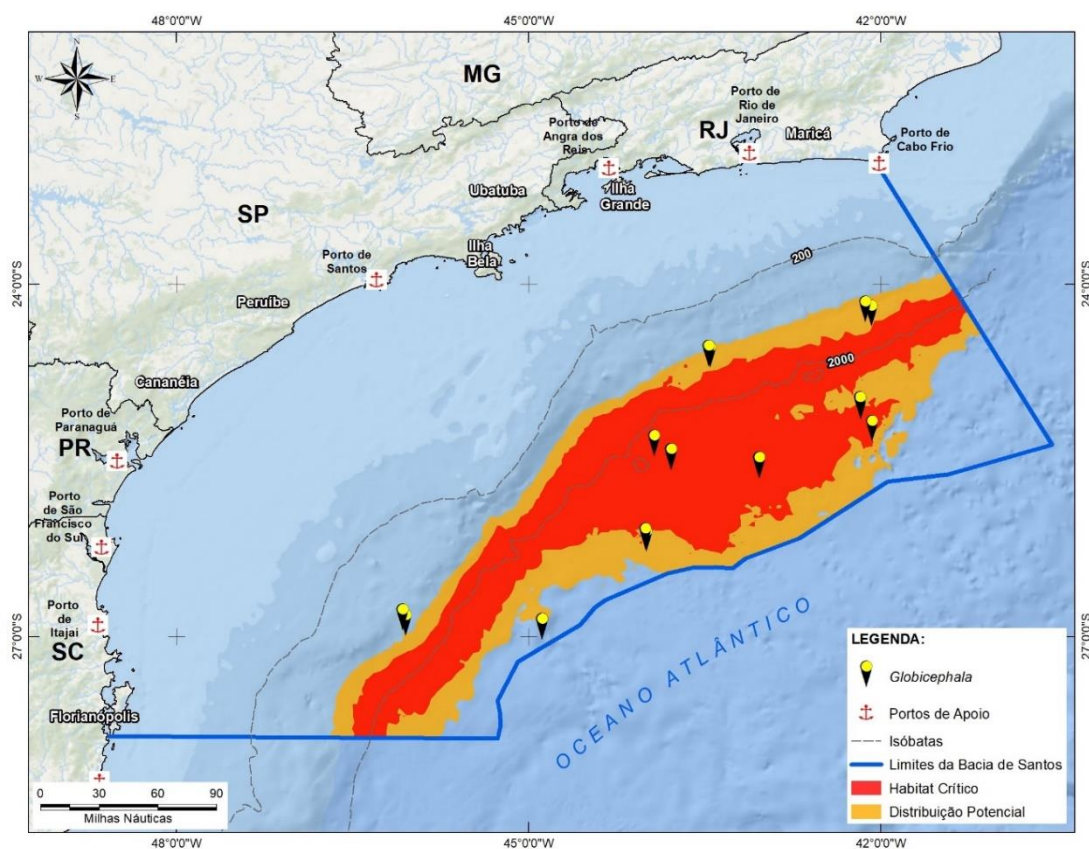 48°0'0"W
45°0'0"W
42°0'0"W
N
W
E
S
MG
Porto de
Rio de
Janeiro
Porto de
Angra dos
Reis
RJ
Maricá
Porto de
Cabo Frio
Ubatuba
Ilha
Grande
SP
Ilha
Bela
Porto de
Santos
200
24°0'0"S
24°0'0"S
Peruíbe
2000
Cananéia
Porto de
Paranaguá
PR
Porto de
São
Francisco
do Sul
Porto
de
Itajaí
27°0'0"S
27°0'0"S
SC
OCEANO ATLÂNTICO
Florianópolis
LEGENDA:
Globicephala
Portos de Apoio
Isóbatas
Limites da Bacia de Santos
Habitat Crítico
Distribuição Potencial
0 30 60 90
Milhas Náuticas
48°0'0"W
45°0'0"W
42°0'0"W